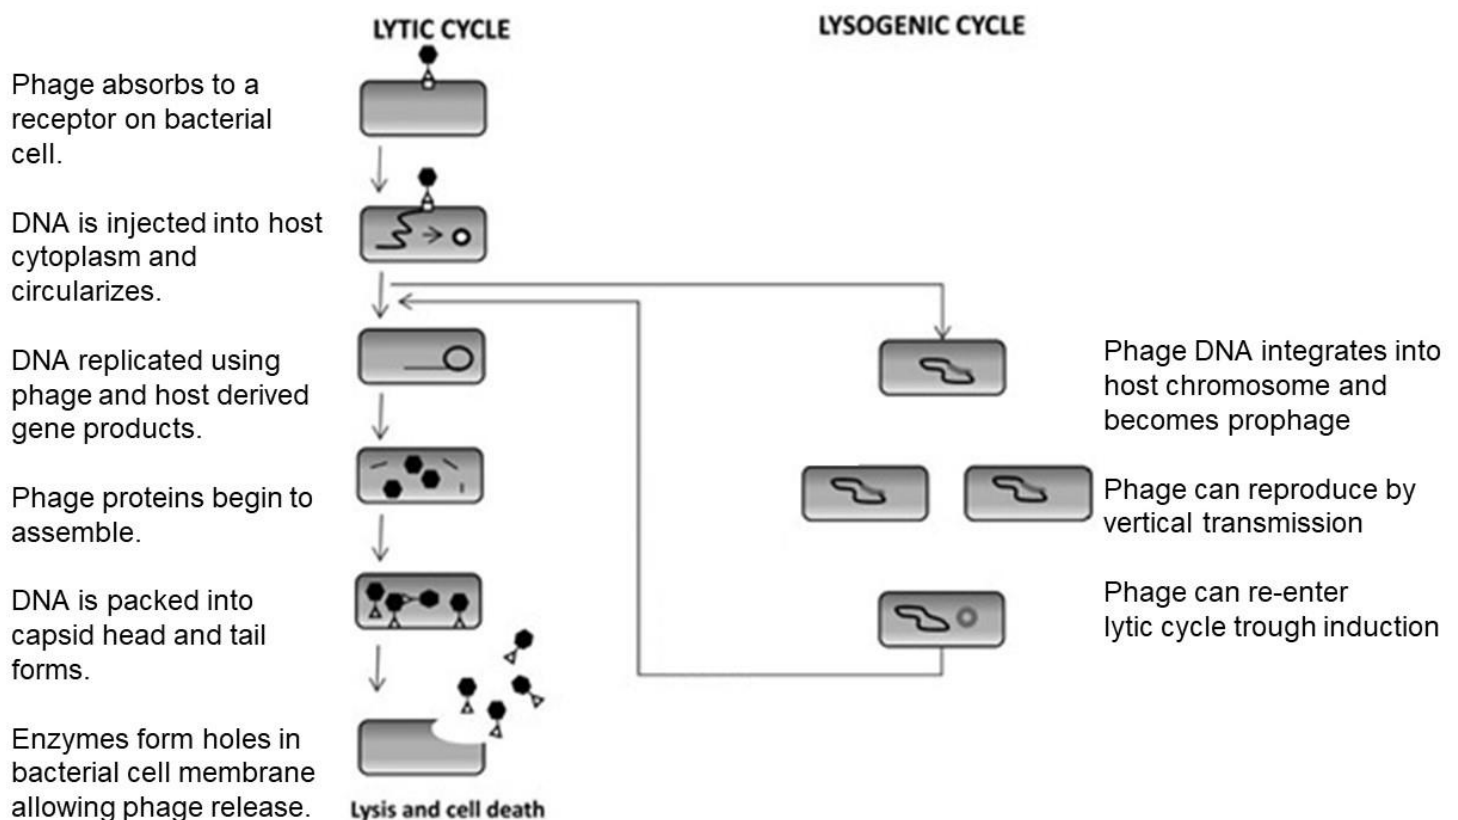 LYTIC CYCLE
LYSOGENIC CYCLE
Phage absorbs to a
receptor on bacterial
cell.
DNA is injected into host
cytoplasm and
circularizes.
DNA replicated using
phage and host derived
gene products.
Phage proteins begin to
assemble.
DNA is packed into
capsid head and tail
forms.
Enzymes form holes in
bacterial cell membrane
allowing phage release.
Lysis and cell death
Phage DNA integrates into
host chromosome and
becomes prophage
Phage can reproduce by
vertical transmission
Phage can re-enter
lytic cycle trough induction